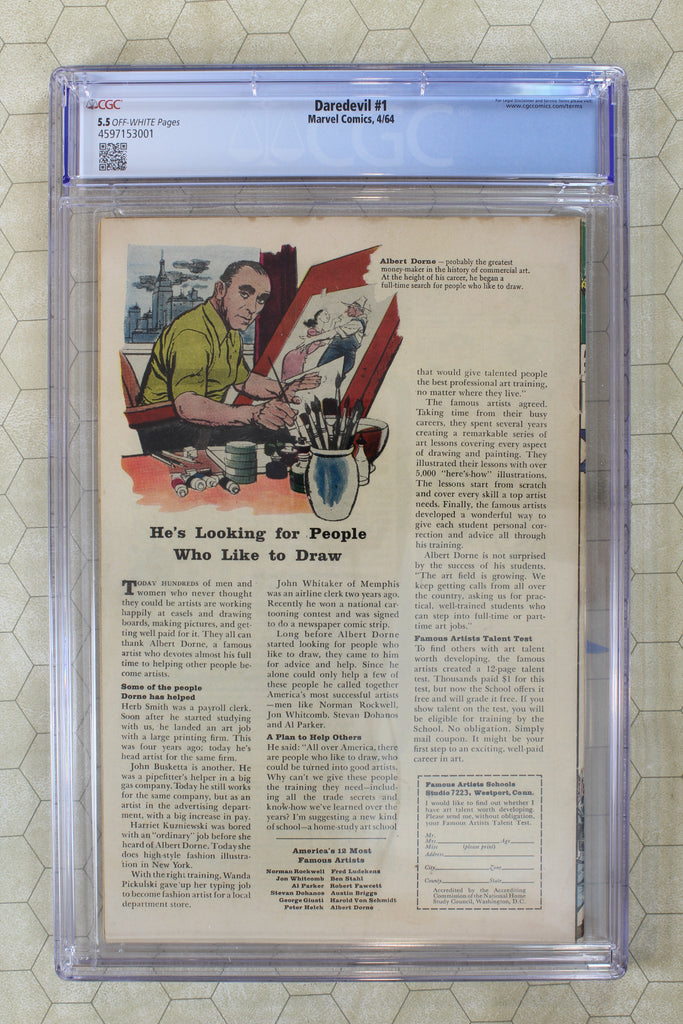 CGC
Daredevil #1
Marvel Comics, 4/64
For Legal Disclaimer and Service Terms please visit:
www.cgccomics.com/terms
5.5 OFF-WHITE Pages
4597153001
CGC
Albert Dorne — probably the greatest
money-maker in the history of commercial art.
At the height of his career, he began a
full-time search for people who like to draw.
He's Looking for People
Who Like to Draw
TODAY HUNDREDS of men and
women who never thought
they could be artists are working
happily at easels and drawing
boards, making pictures, and get-
ting well paid for it. They all can
thank Albert Dorne, a famous
artist who devotes almost his full
time to helping other people be-
come artists.
Some of the people
Dorne has helped
Herb Smith was a payroll clerk.
Soon after he started studying
with us, he landed an art job
with a large printing firm. This
was four years ago; today he's
head artist for the same firm.
John Busketta is another. He
was a pipefitter's helper in a big
gas company. Today he still works
for the same company, but as an
artist in the advertising depart-
ment, with a big increase in pay.
Harriet Kuzniewski was bored
with an "ordinary" job before she
heard of Albert Dorne. Today she
does high-style fashion illustra-
tion in New York.
With the right training, Wanda
Pickulski gave up her typing job
to become fashion artist for a local
department store.
John Whitaker of Memphis
was an airline clerk two years ago.
Recently he won a national car-
tooning contest and was signed
to do a newspaper comic strip.
Long before Albert Dorne
started looking for people who
like to draw, they came to him
for advice and help. Since he
alone could only help a few of
these people he called together
America's most successful artists
—men like Norman Rockwell,
Jon Whitcomb, Stevan Dohanos
and Al Parker.
A Plan to Help Others
He said: "All over America, there
are people who like to draw, who
could be turned into good artists.
Why can't we give these people
the training they need—includ-
ing all the trade secrets and
know-how we've learned over the
years? I'm suggesting a new kind
of school—a home-study art school
America's 12 Most
Famous Artists
Norman Rockwell Fred Ludekens
Jon Whitcomb Ben Stahl
Al Parker Robert Fawcett
Stevan Dohanos Austin Briggs
George Giusti Harold Von Schmidt
Peter Helck Albert Dorne
that would give talented people
the best professional art training,
no matter where they live."
The famous artists agreed.
Taking time from their busy
careers, they spent several years
creating a remarkable series of
art lessons covering every aspect
of drawing and painting. They
illustrated their lessons with over
5,000 "here's-how" illustrations.
The lessons start from scratch
and cover every skill a top artist
needs. Finally, the famous artists
developed a wonderful way to
give each student personal cor-
rection and advice all through
his training.
Albert Dorne is not surprised
by the success of his students.
"The art field is growing. We
keep getting calls from all over
the country, asking us for prac-
tical, well-trained students who
can step into full-time or part-
time art jobs."
Famous Artists Talent Test
To find others with art talent
worth developing, the famous
artists created a 12-page talent
test. Thousands paid $1 for this
test, but now the School offers it
free and will grade it free. If you
show talent on the test, you will
be eligible for training by the
School. No obligation. Simply
mail coupon. It might be your
first step to an exciting, well-paid
career in art.
Famous Artists Schools
Studio 7223, Westport, Conn.
I would like to find out whether I
have art talent worth developing.
Please send me, without obligation,
your Famous Artists Talent Test.
Mr.
Mrs. Age
Miss (please print)
Address
City Zone
County State
Accredited by the Accrediting
Commission of the National Home
Study Council, Washington, D.C.